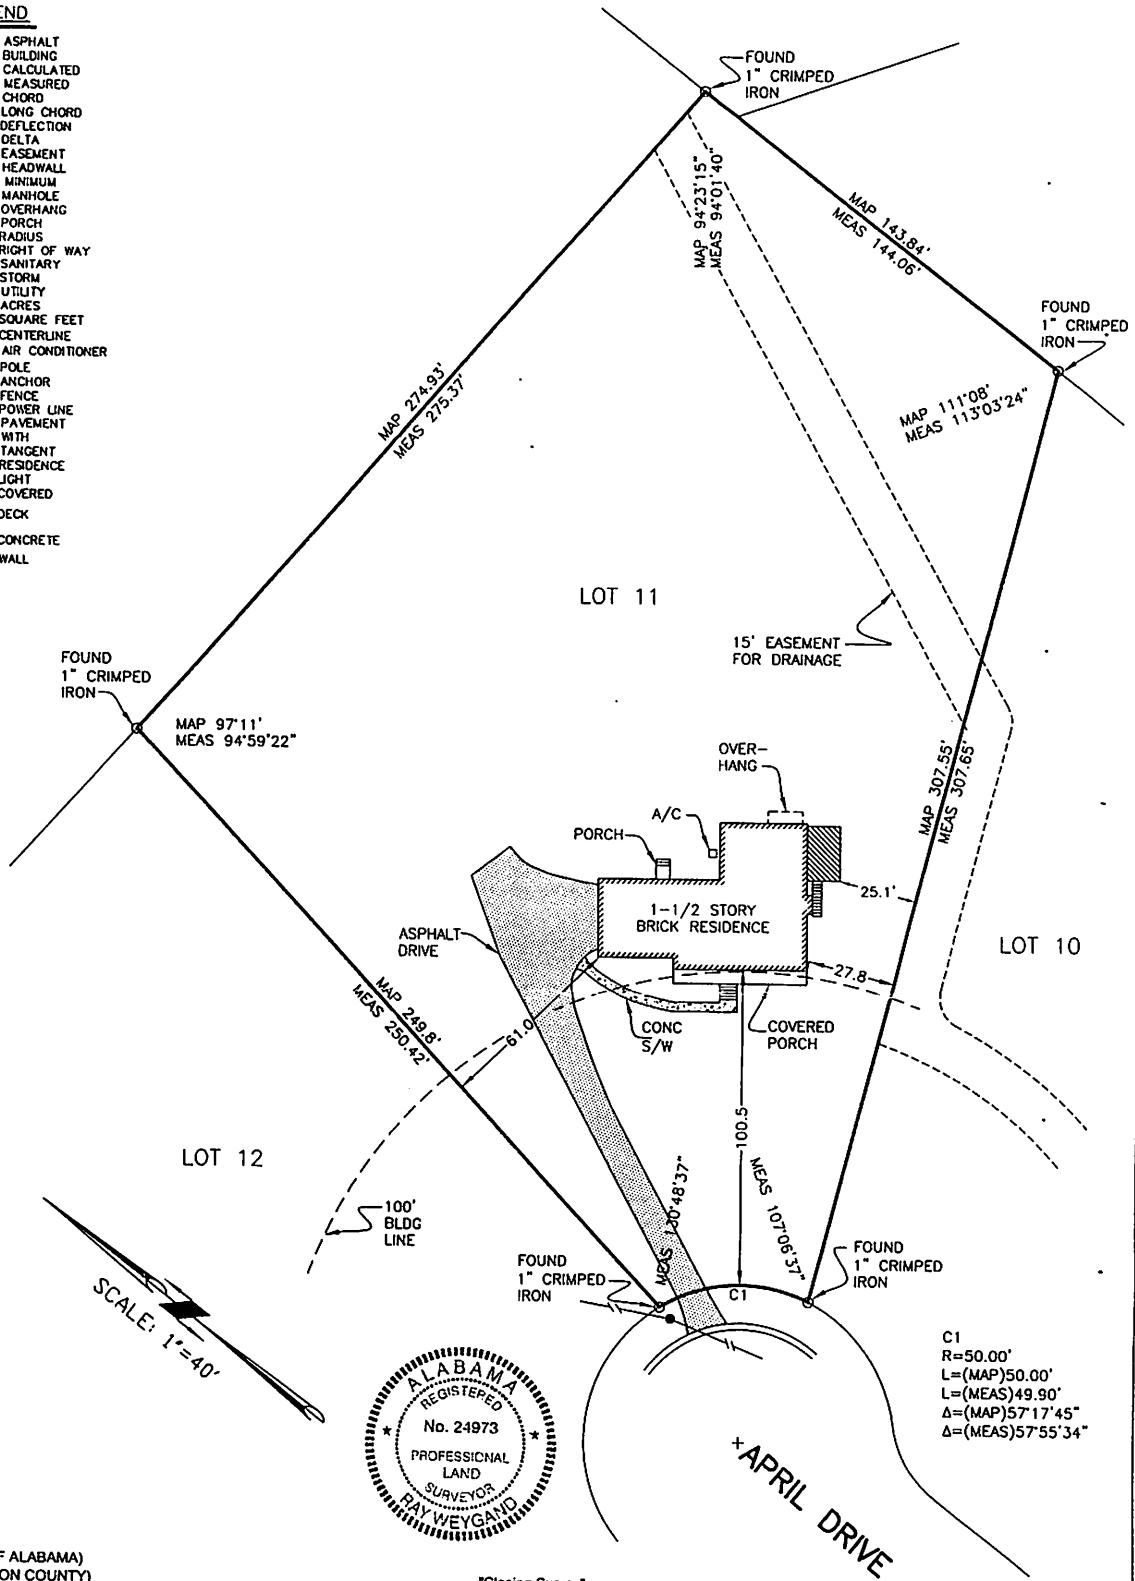 END
ASPHALT
BUILDING
CALCULATED
MEASURED
CHORD
LONG CHORD
DEFLECTION
DELTA
EASEMENT
HEADWALL
MINIMUM
MANHOLE
OVERHANG
PORCH
RADIUS
RIGHT OF WAY
SANITARY
STORM
UTILITY
ACRES
SQUARE FEET
CENTERLINE
AIR CONDITIONER
POLE
ANCHOR
FENCE
POWER LINE
PAVEMENT
WITH
TANGENT
RESIDENCE
LIGHT
COVERED
DECK
CONCRETE
WALL
FOUND
1" CRIMPED
IRON
MAP 94°23'15"
MEAS 94°01'40"
MAP 143.84'
MEAS 144.06'
FOUND
1" CRIMPED
IRON
MAP 274.93'
MEAS 275.37'
MAP 111°08'
MEAS 113°03'24"
LOT 11
15' EASEMENT
FOR DRAINAGE
FOUND
1" CRIMPED
IRON
MAP 97°11'
MEAS 94°59'22"
OVER-
HANG
MAP 307.55'
MEAS 307.65'
A/C
PORCH
1-1/2 STORY
BRICK RESIDENCE
25.1'
ASPHALT
DRIVE
LOT 10
27.8
MAP 249.8'
MEAS 250.42'
61.0
CONC
S/W
COVERED
PORCH
100.5
LOT 12
100'
BLDG
LINE
MEAS 130°48'37"
MEAS 107°06'37"
FOUND
1" CRIMPED
IRON
FOUND
1" CRIMPED
IRON
C1
SCALE: 1"=40'
C1
R=50.00'
L=(MAP)50.00'
L=(MEAS)49.90'
Δ=(MAP)57°17'45"
Δ=(MEAS)57°55'34"
ALABAMA
REGISTERED
No. 24973
PROFESSIONAL
LAND
SURVEYOR
RAY WEYGAND
APRIL DRIVE
F ALABAMA)
ON COUNTY)